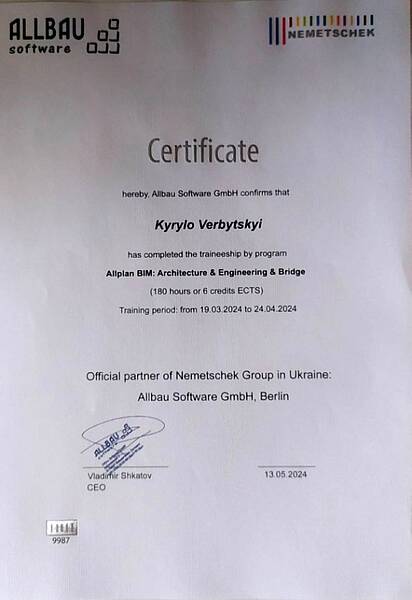 ALLBAU
software
NEMETSCHEK
Certificate
hereby, Allbau Software GmbH confirms that
Kyrylo Verbytskyi
has completed the traineeship by program
Allplan BIM: Architecture & Engineering & Bridge
(180 hours or 6 credits ECTS)
Training period: from 19.03.2024 to 24.04.2024
Official partner of Nemetschek Group in Ukraine:
Allbau Software GmbH, Berlin
ALLBAU
Vladimir Shkatov
13.05.2024
CEO
9987